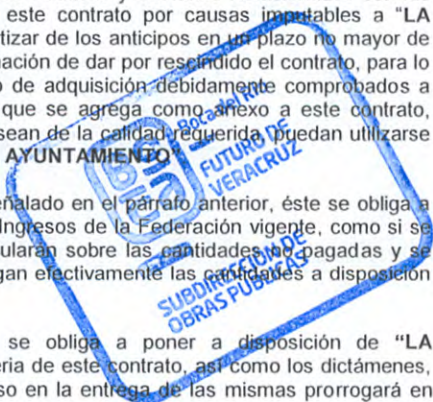 este contrato por causas imputables a "LA
tizar de los anticipos en un plazo no mayor de
nación de dar por rescindido el contrato, para lo
o de adquisición debidamente comprobados a
que se agrega como anexo a este contrato,
sean de la calidad requerida, puedan utilizarse
AYUNTAMIENTO".
eñalado en el párrafo anterior, éste se obliga a
Ingresos de la Federación vigente, como si se
ularán sobre las cantidades no pagadas y se
gan efectivamente las cantidades a disposición
se obliga a poner a disposición de "LA
eria de este contrato, así como los dictámenes,
so en la entrega de las mismas prorrogará en
Boca del Río
FUTURO DE
VERACRUZ
SUBDIRECCIÓN DE
OBRAS PÚBLICAS